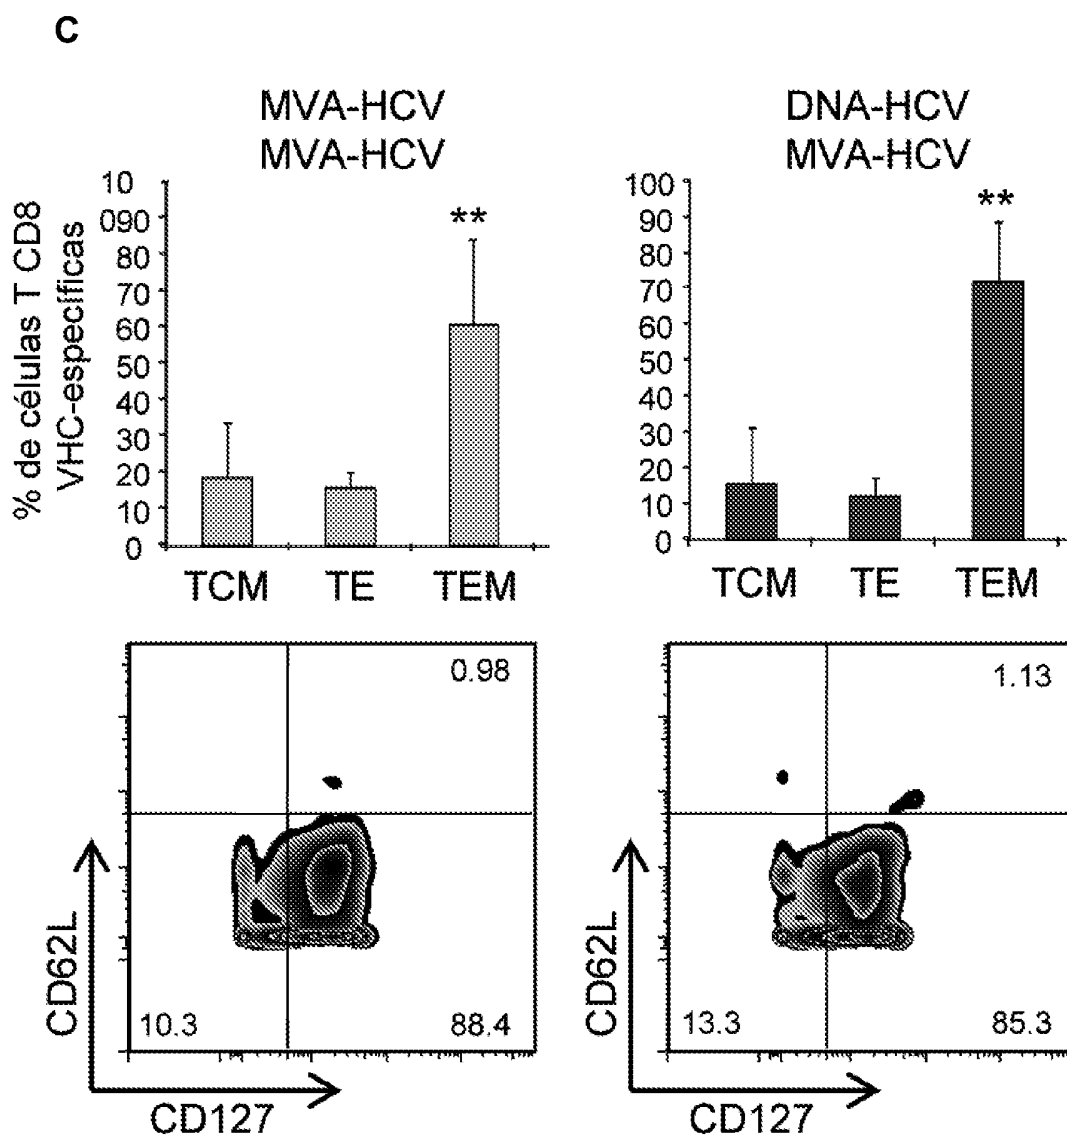 C
MVA-HCV
MVA-HCV
% de células T CD8
VHC-específicas
10
090
80
70
60
50
40
30
20
10
0
**
TCM TE TEM
DNA-HCV
MVA-HCV
100
90
80
70
60
50
40
30
20
10
0
**
TCM TE TEM
0.98
10.3 88.4
CD62L
CD127
1.13
13.3 85.3
CD62L
CD127